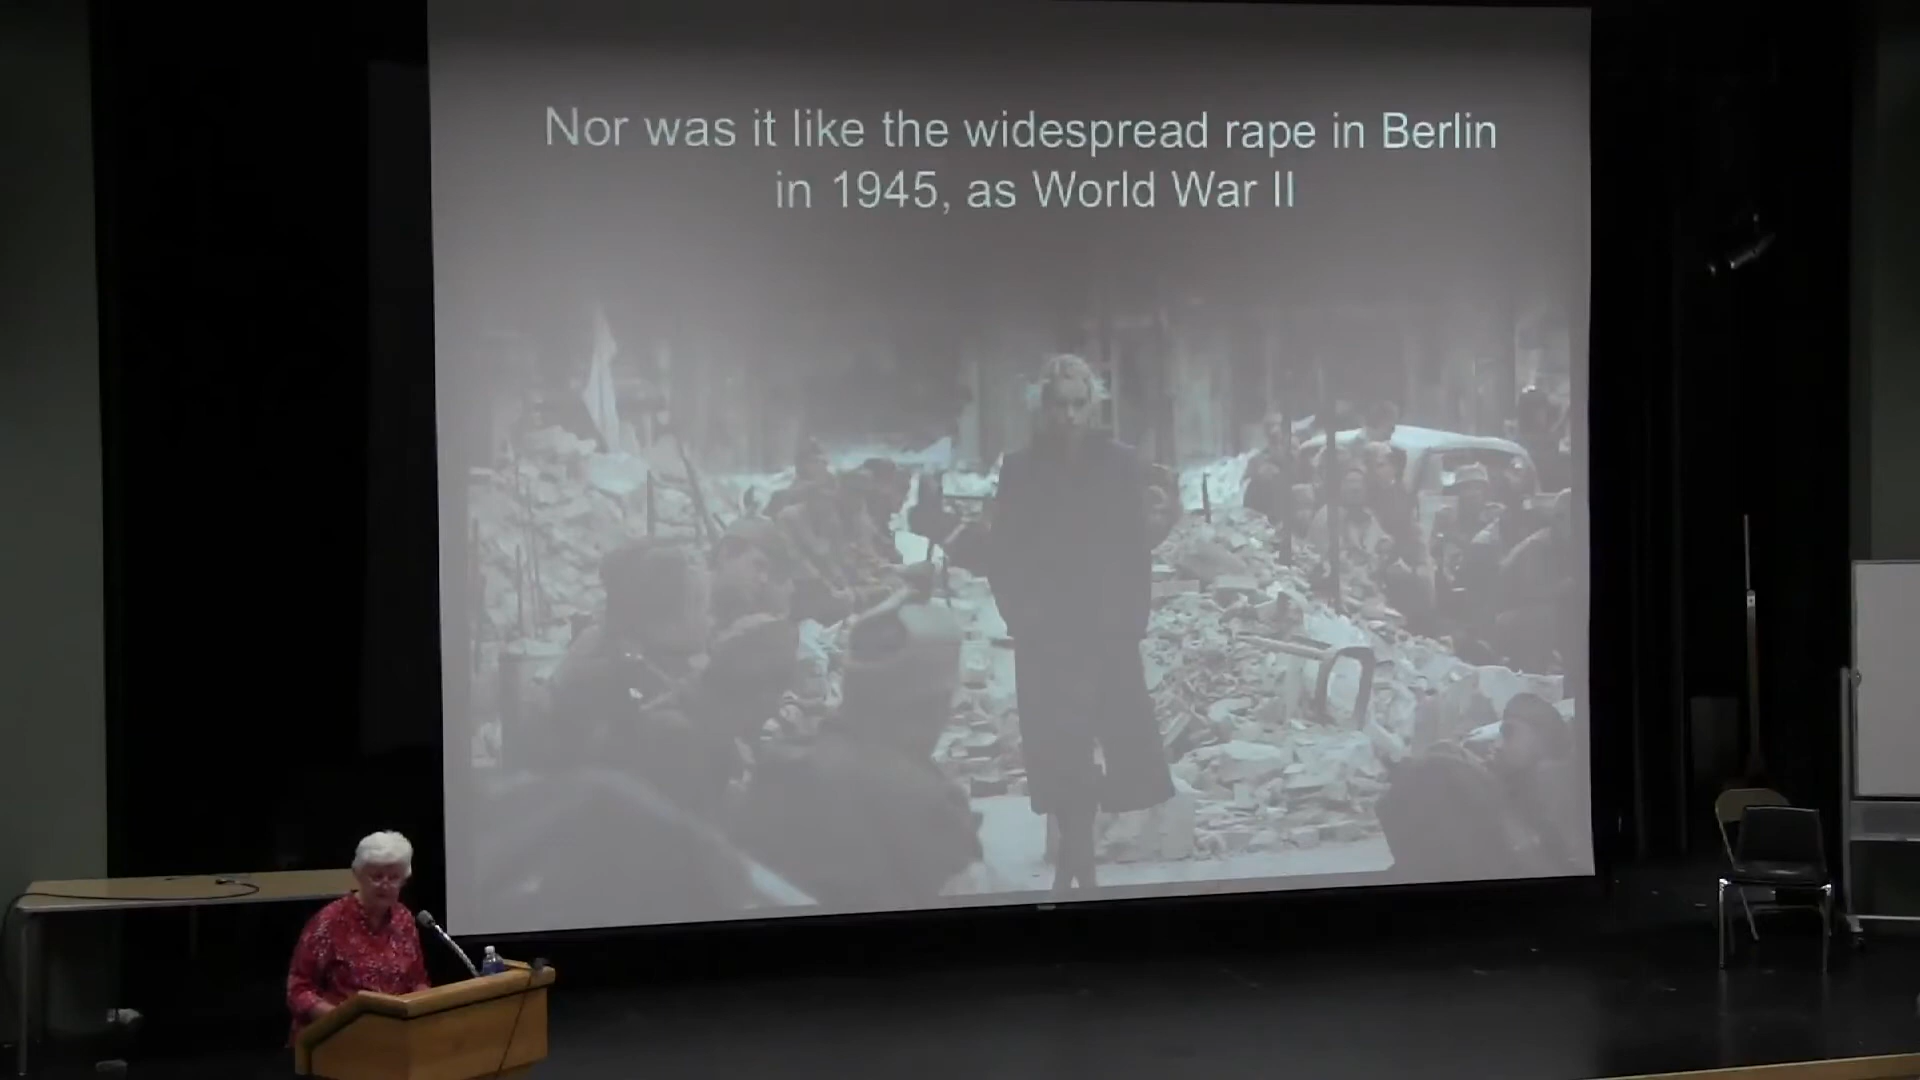 Nor was it like the widespread rape in Berlin
in 1945, as World War II